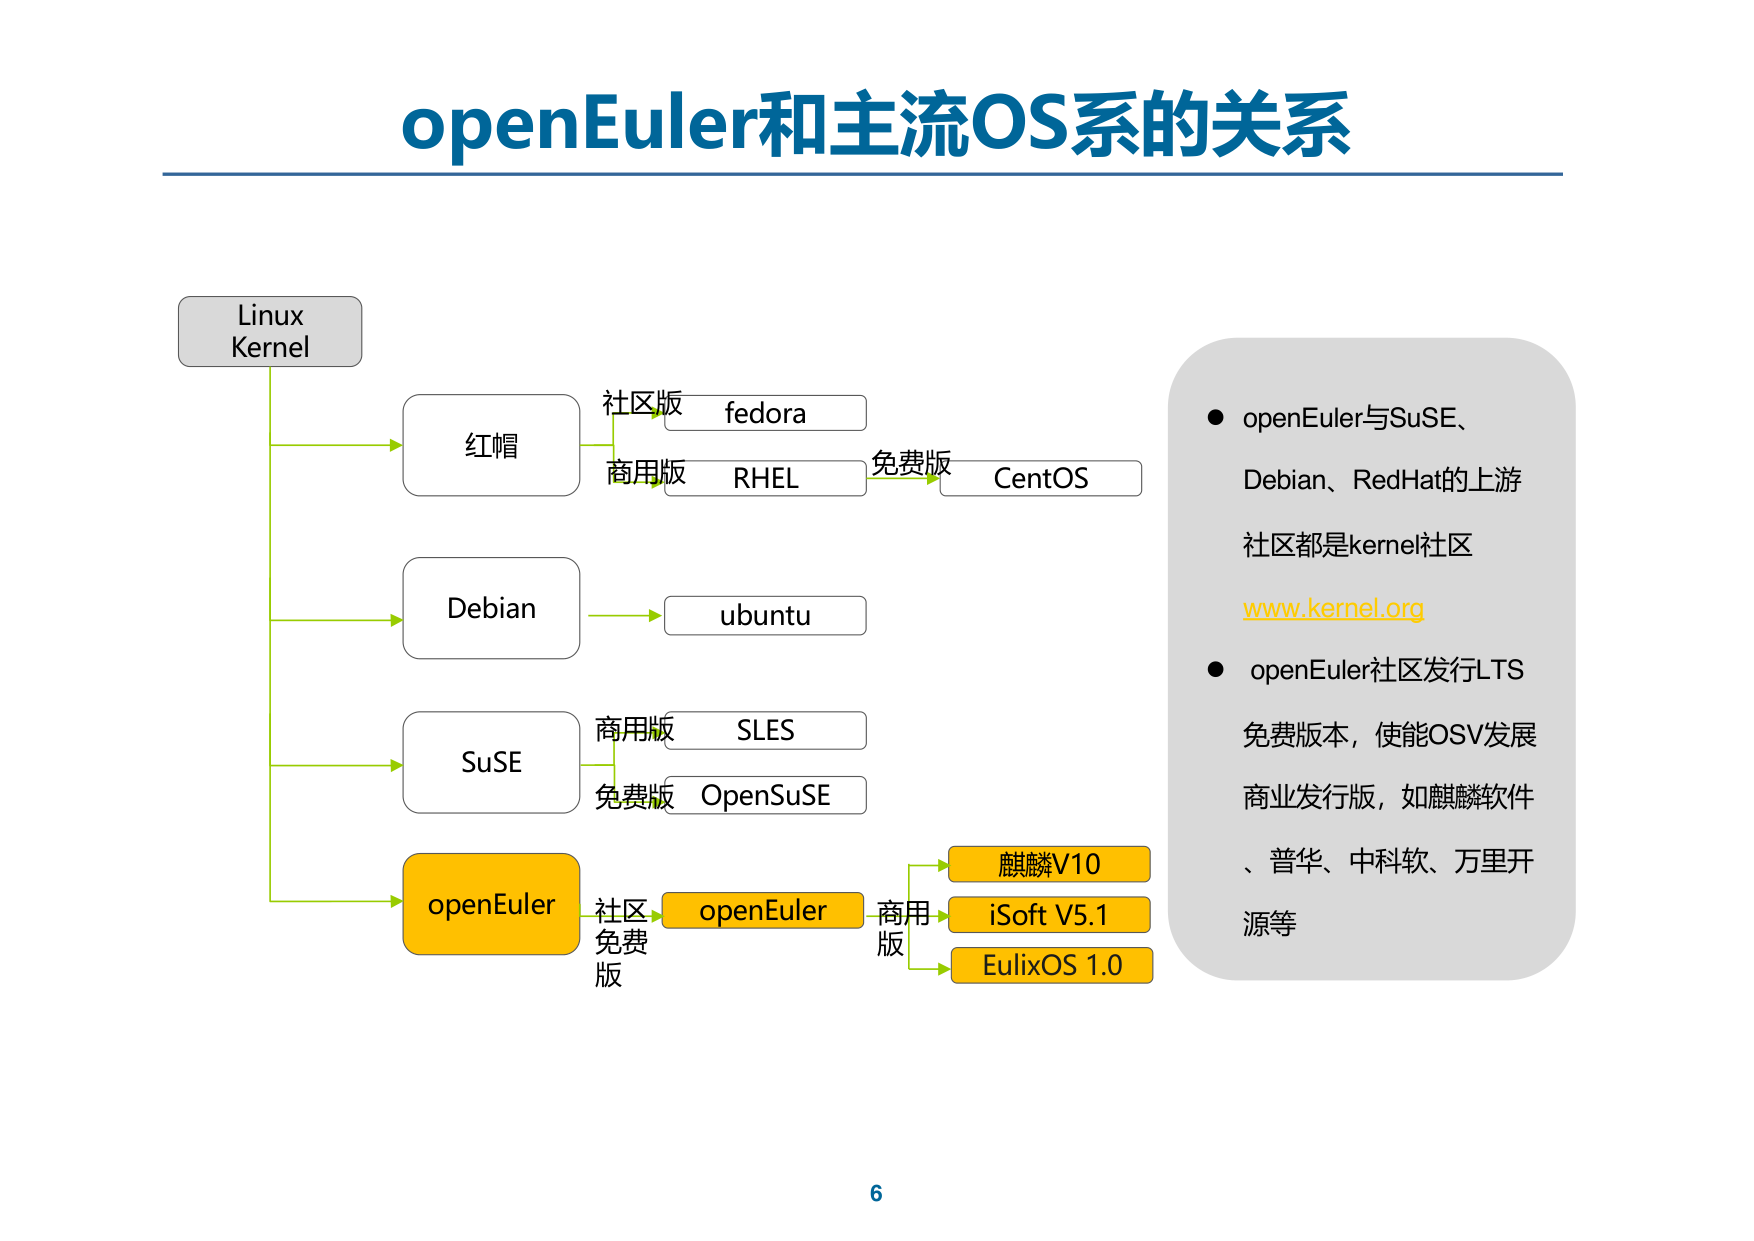 openEuler和主流OS系的关系
Linux
Kernel
红帽
社区版
fedora
商用版
RHEL
免费版
CentOS
Debian
ubuntu
SuSE
商用版
SLES
免费版
OpenSuSE
openEuler
社区
免费
版
openEuler
商用
版
麒麟V10
iSoft V5.1
EulixOS 1.0
● openEuler与SuSE、
Debian、RedHat的上游
社区都是kernel社区
www.kernel.org
● openEuler社区发行LTS
免费版本，使能OSV发展
商业发行版，如麒麟软件
、普华、中科软、万里开
源等
6